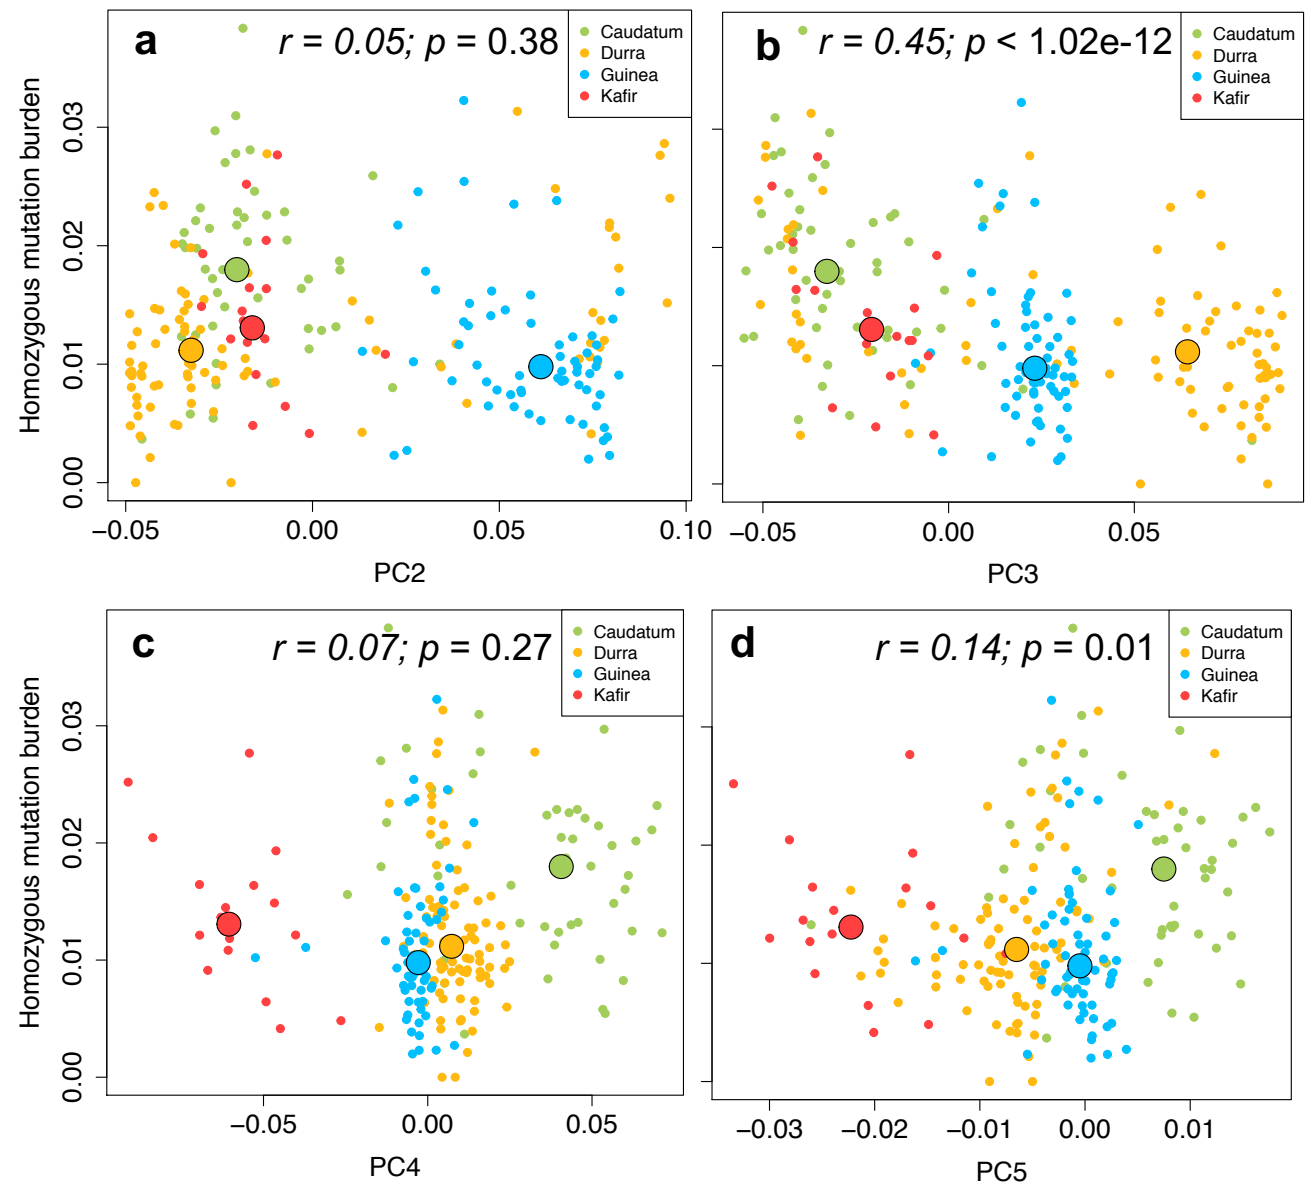 a
r = 0.05; p = 0.38
Caudatum
Durra
Guinea
Kafir
Homozygous mutation burden
0.03
0.02
0.01
0.00
−0.05
0.00
0.05
0.10
PC2
b
r = 0.45; p < 1.02e-12
Caudatum
Durra
Guinea
Kafir
−0.05
0.00
0.05
PC3
c
r = 0.07; p = 0.27
Caudatum
Durra
Guinea
Kafir
Homozygous mutation burden
0.03
0.02
0.01
0.00
−0.05
0.00
0.05
PC4
d
r = 0.14; p = 0.01
Caudatum
Durra
Guinea
Kafir
−0.03
−0.02
−0.01
0.00
0.01
PC5